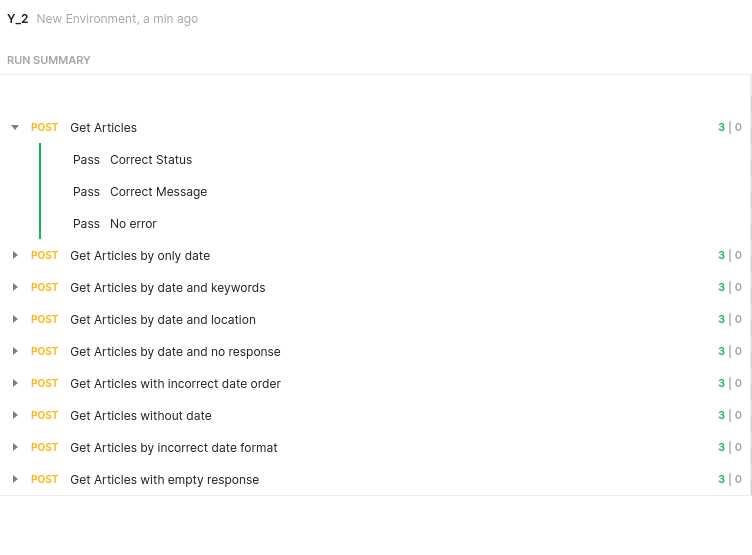 Y_2 New Environment, a min ago
RUN SUMMARY
POST Get Articles 3 | 0
Pass Correct Status
Pass Correct Message
Pass No error
POST Get Articles by only date 3 | 0
POST Get Articles by date and keywords 3 | 0
POST Get Articles by date and location 3 | 0
POST Get Articles by date and no response 3 | 0
POST Get Articles with incorrect date order 3 | 0
POST Get Articles without date 3 | 0
POST Get Articles by incorrect date format 3 | 0
POST Get Articles with empty response 3 | 0